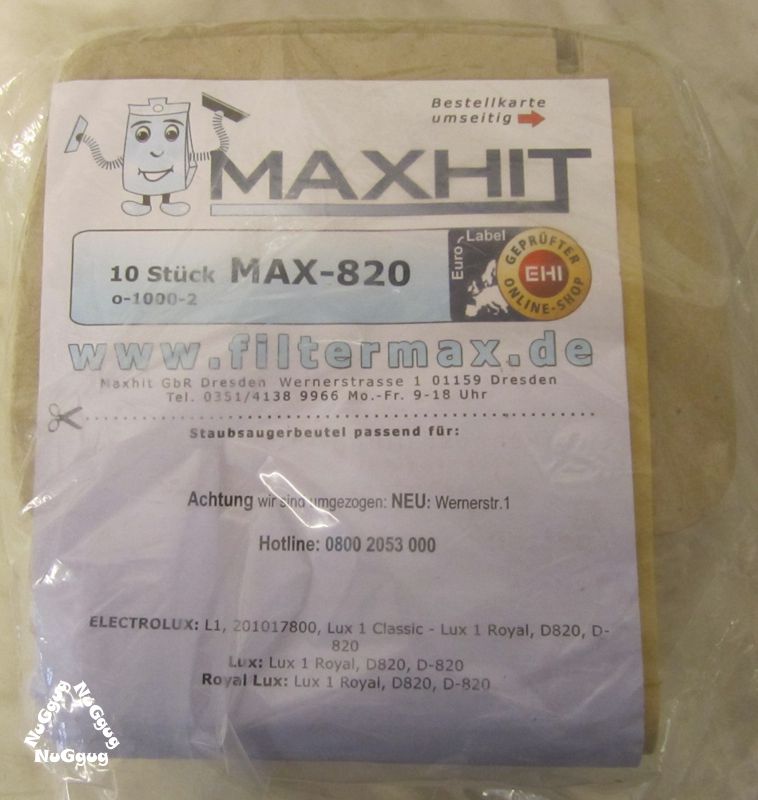 Bestellkarte
umseitig
MAXHIT
10 Stück MAX-820
o-1000-2
Euro-Label
GEPRÜFTER
EHI
ONLINE-SHOP
www.filtermax.de
Maxhit GbR Dresden Wernerstrasse 1 01159 Dresden
Tel. 0351/4138 9966 Mo.-Fr. 9-18 Uhr
Staubsaugerbeutel passend für:
Achtung wir sind umgezogen: NEU: Wernerstr.1
Hotline: 0800 2053 000
ELECTROLUX: L1, 201017800, Lux 1 Classic - Lux 1 Royal, D820, D-
820
Lux: Lux 1 Royal, D820, D-820
Royal Lux: Lux 1 Royal, D820, D-820
NuGgug
NuGgug
NuGgug